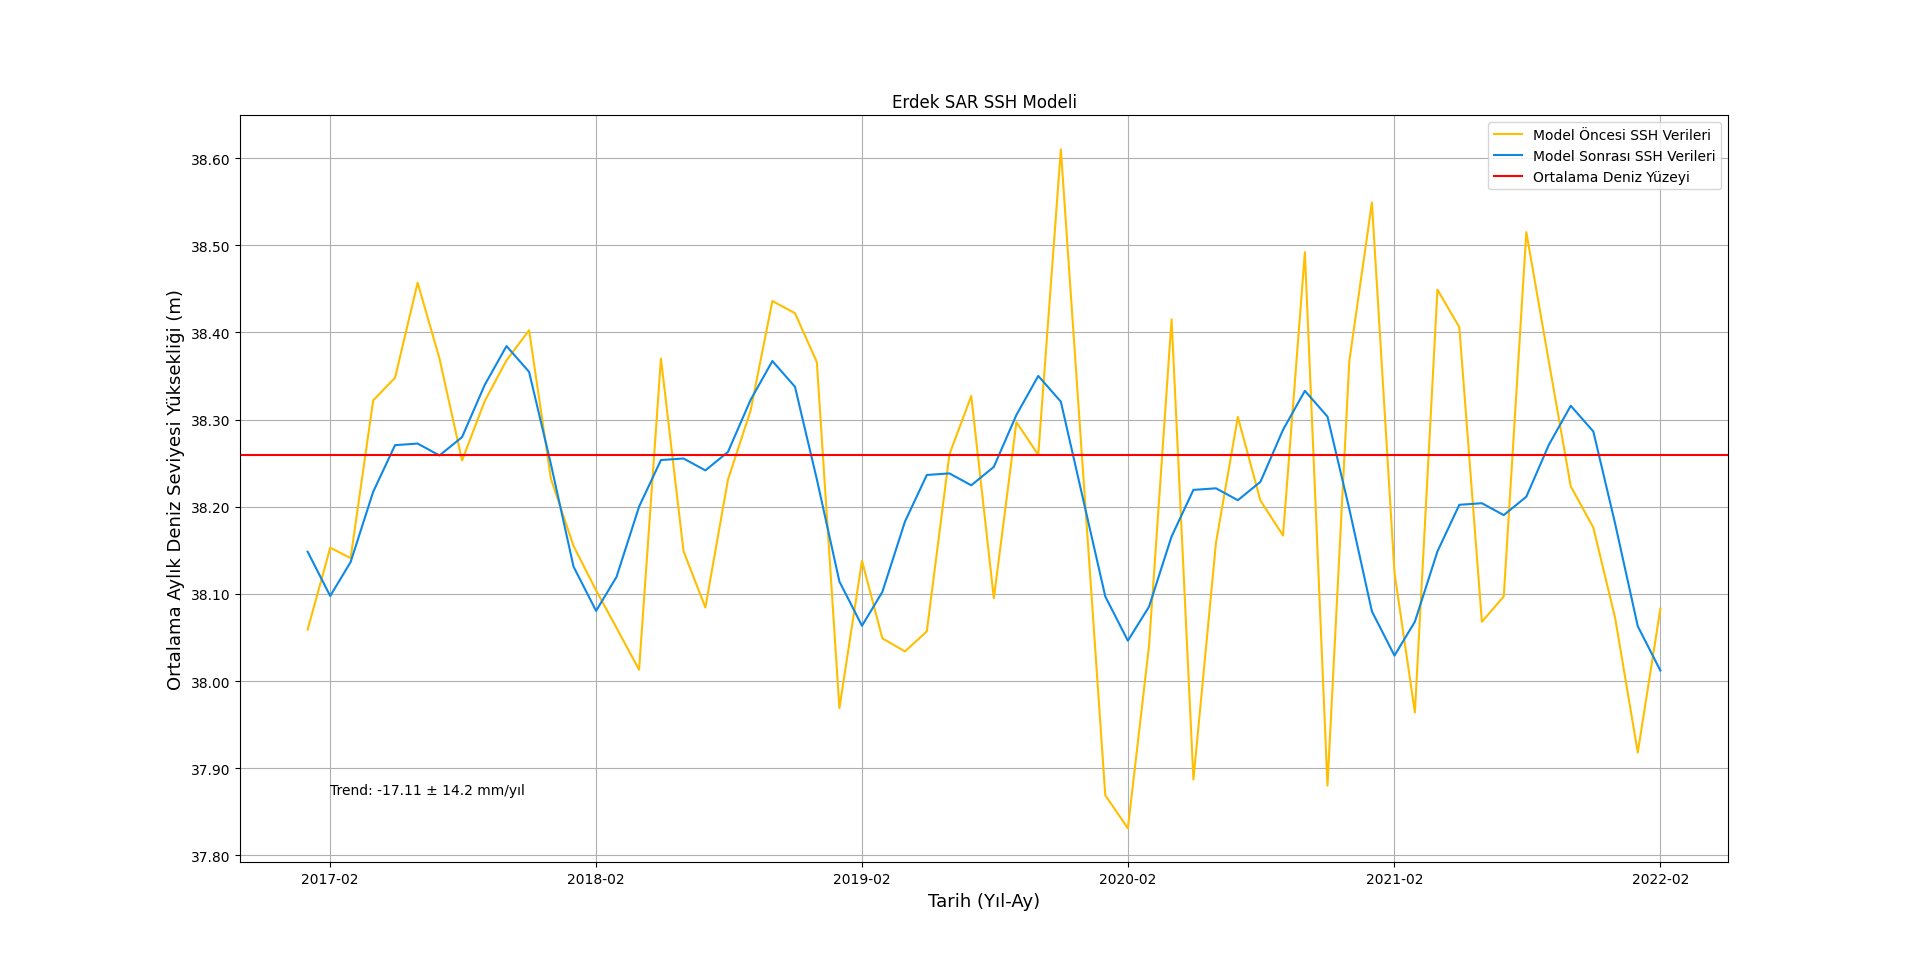 Erdek SAR SSH Modeli
Model Öncesi SSH Verileri
Model Sonrası SSH Verileri
Ortalama Deniz Yüzeyi
Ortalama Aylık Deniz Seviyesi Yüksekliği (m)
38.60
38.50
38.40
38.30
38.20
38.10
38.00
37.90
37.80
Trend: -17.11 ± 14.2 mm/yıl
2017-02 2018-02 2019-02 2020-02 2021-02 2022-02
Tarih (Yıl-Ay)